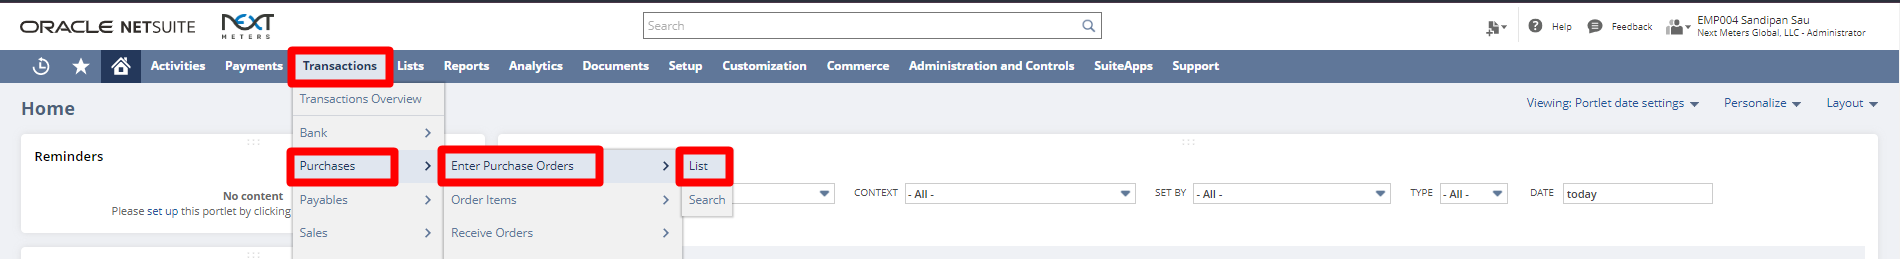 ORACLE NETSUITE NEXT METERS
Search
Help
Feedback
EMP004 Sandipan Sau
Next Meters Global, LLC - Administrator
Activities Payments Transactions Lists Reports Analytics Documents Setup Customization Commerce Administration and Controls SuiteApps Support
Home
Viewing: Portlet date settings Personalize Layout
Transactions Overview
Bank
Purchases
Payables
Sales
Enter Purchase Orders
Order Items
Receive Orders
List
Search
Reminders
No content
Please set up this portlet by clicking
CONTEXT - All - SET BY - All - TYPE - All - DATE today